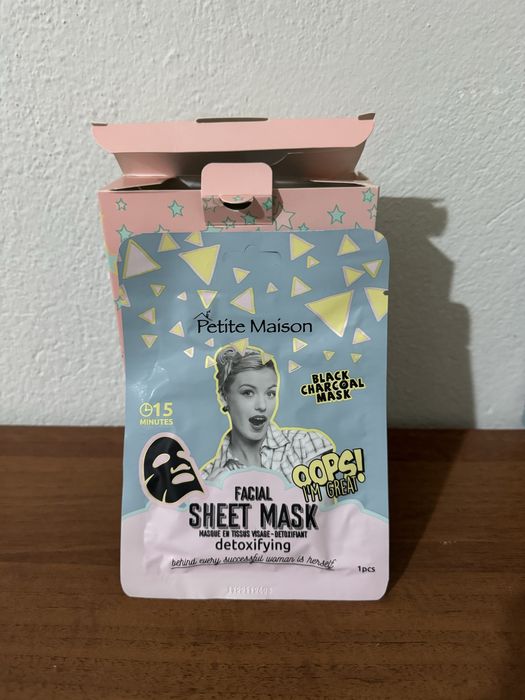 Petite Maison
BLACK
CHARCOAL
MASK
15
MINUTES
OOPS!
I'M GREAT
FACIAL
SHEET MASK
MASQUE EN TISSUS VISAGE - DETOXIFIANT
detoxifying
behind every successful woman is herself
1pcs